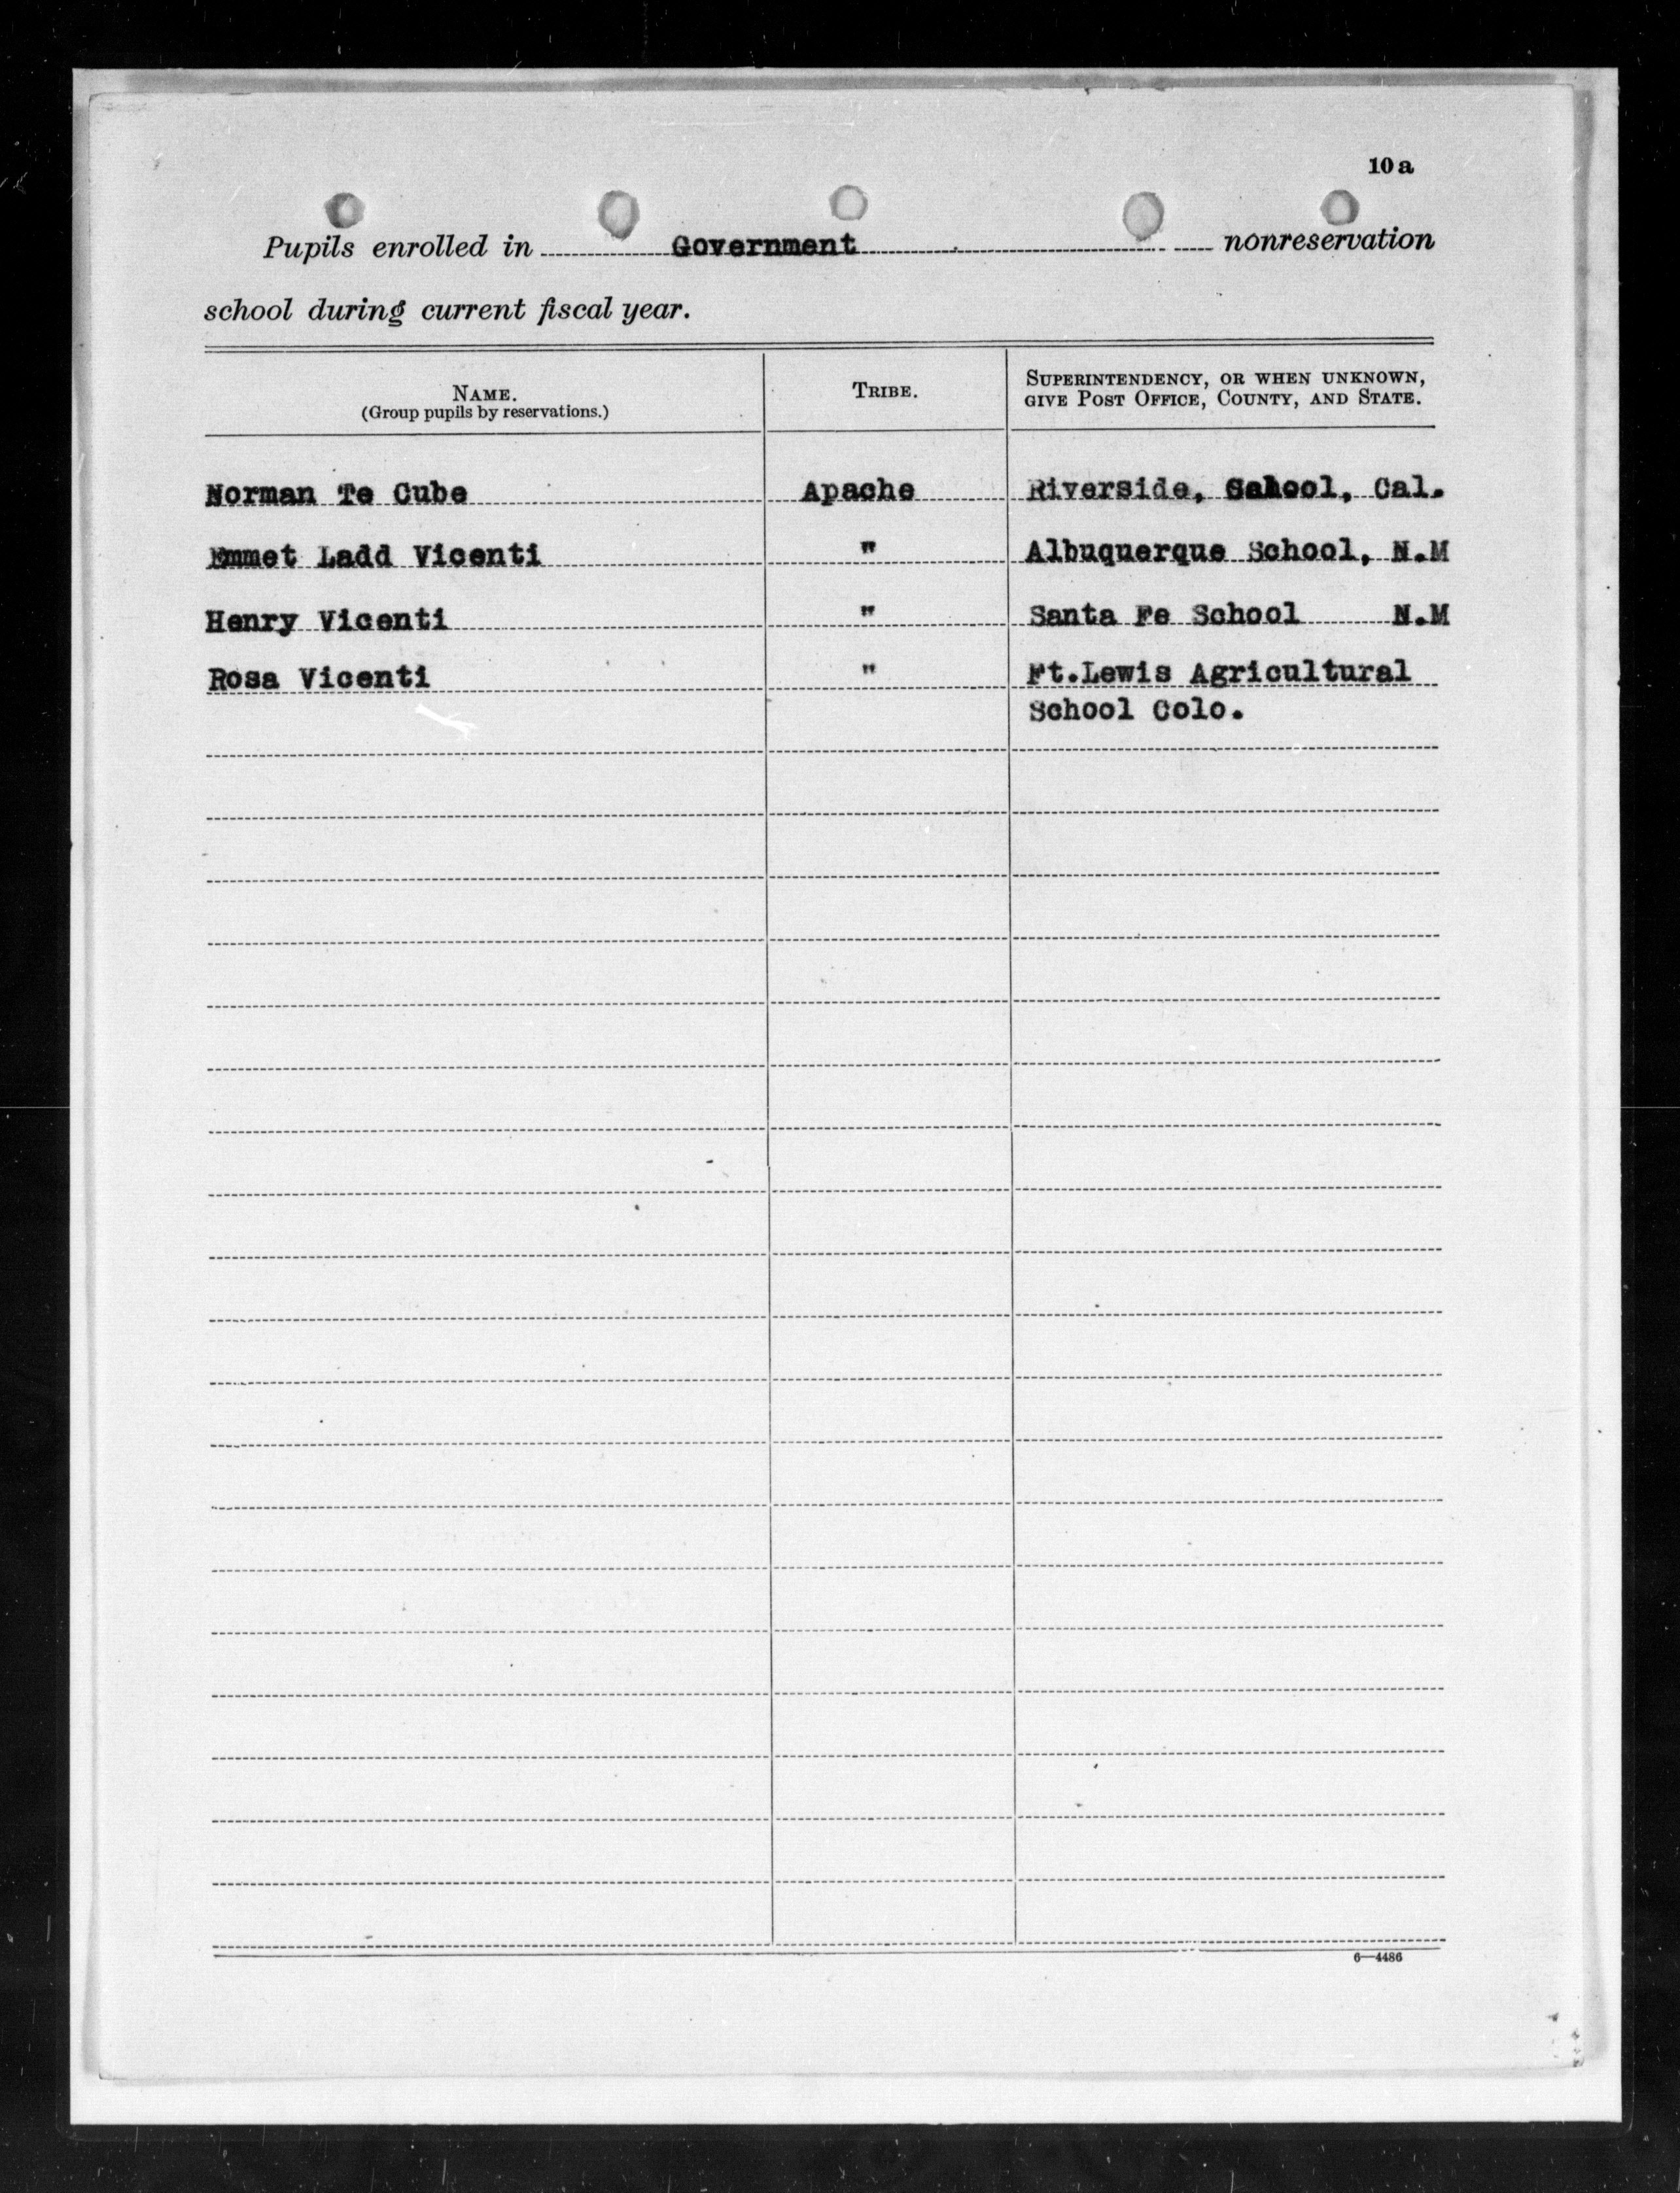 10 a
Pupils enrolled in Government nonreservation
school during current fiscal year.
NAME.
(Group pupils by reservations.)
TRIBE.
SUPERINTENDENCY, OR WHEN UNKNOWN,
GIVE POST OFFICE, COUNTY, AND STATE.
Norman Te Cube Apache Riverside, School, Cal.
Emmet Ladd Vicenti " Albuquerque School, N.M
Henry Vicenti " Santa Fe School N.M
Rosa Vicenti " Ft.Lewis Agricultural
School Colo.
6—4486